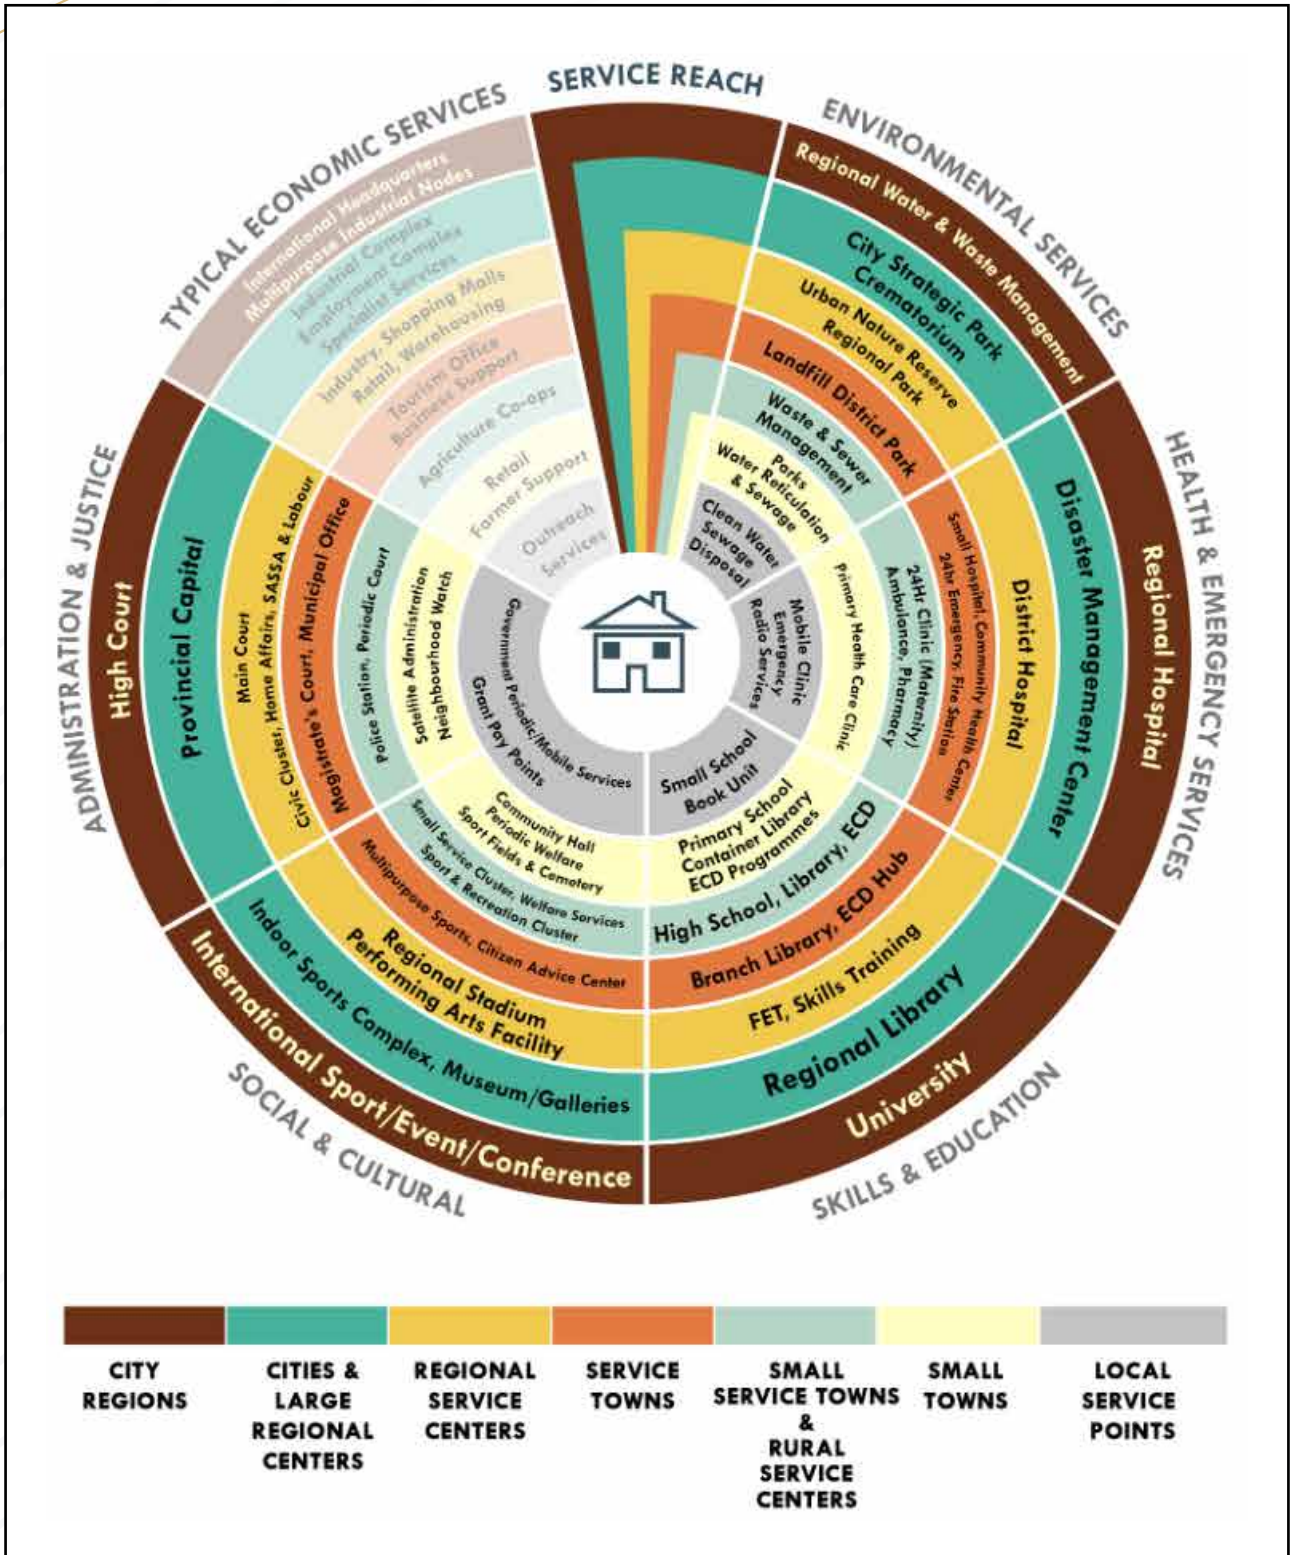 SERVICE REACH
ENVIRONMENTAL SERVICES
Regional Water & Waste Management
City Strategic Park
Crematorium
Urban Nature Reserve
Regional Park
Landfill District Park
Waste & Sewer
Management
Parks
Water Reticulation
& Sewage
Clean Water
Sewage
Disposal
HEALTH & EMERGENCY SERVICES
Regional Hospital
Disaster Management Center
District Hospital
Small Hospital, Community Health Center
24hr Emergency, Fire Station
24Hr Clinic (Maternity)/
Ambulance, Pharmacy
Primary Health Care Clinic
Mobile Clinic
Emergency
Radio Services
SKILLS & EDUCATION
University
Regional Library
FET, Skills Training
Branch Library, ECD Hub
High School, Library, ECD
Primary School
Container Library
ECD Programmes
Small School
Book Unit
SOCIAL & CULTURAL
International Sport/Event/Conference
Indoor Sports Complex, Museum/Galleries
Regional Stadium
Performing Arts Facility
Multipurpose Sports, Citizen Advice Center
Small Service Cluster, Welfare Services
Sport & Recreation Cluster
Community Hall
Periodic Welfare
Sport Fields & Cemetery
ADMINISTRATION & JUSTICE
High Court
Provincial Capital
Main Court
Civic Cluster, Home Affairs, SASSA & Labour
Magistrate's Court, Municipal Office
Police Station, Periodic Court
Satellite Administration
Neighbourhood Watch
Government Periodic/Mobile Services
Grant Pay Points
TYPICAL ECONOMIC SERVICES
International Headquarters
Multipurpose Industrial Nodes
Industrial Complex
Employment Complex
Specialist Services
Industry, Shopping Malls
Retail, Warehousing
Tourism Office
Business Support
Agriculture Co-ops
Retail
Farmer Support
Outreach
Services
CITY
REGIONS
CITIES &
LARGE
REGIONAL
CENTERS
REGIONAL
SERVICE
CENTERS
SERVICE
TOWNS
SMALL
SERVICE TOWNS
&
RURAL
SERVICE
CENTERS
SMALL
TOWNS
LOCAL
SERVICE
POINTS